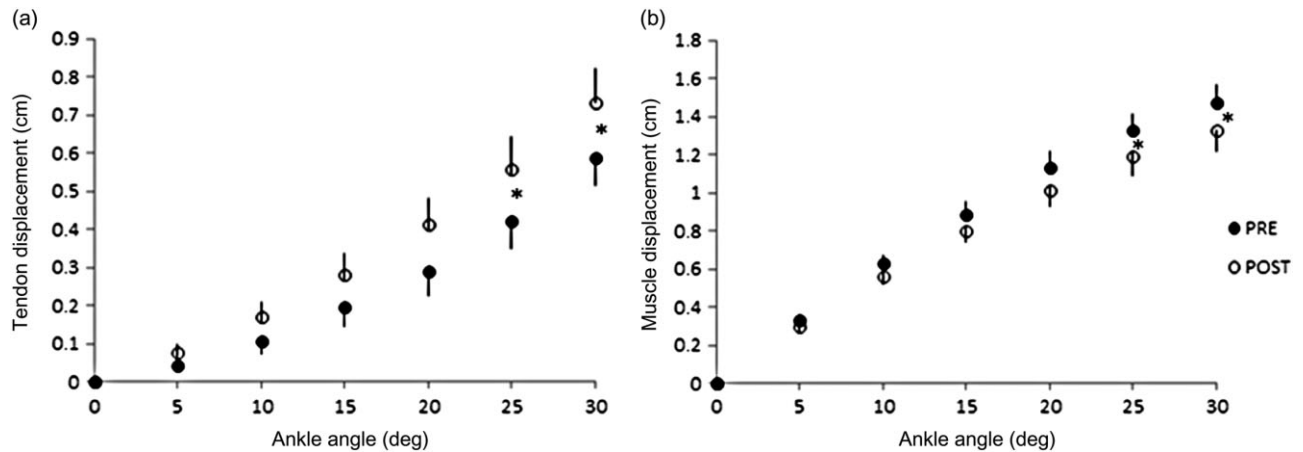 (a)
Tendon displacement (cm)
0.9
0.8
0.7
0.6
0.5
0.4
0.3
0.2
0.1
0
*
*
0 5 10 15 20 25 30
Ankle angle (deg)
(b)
Muscle displacement (cm)
1.8
1.6
1.4
1.2
1
0.8
0.6
0.4
0.2
0
*
*
0 5 10 15 20 25 30
Ankle angle (deg)
PRE
POST